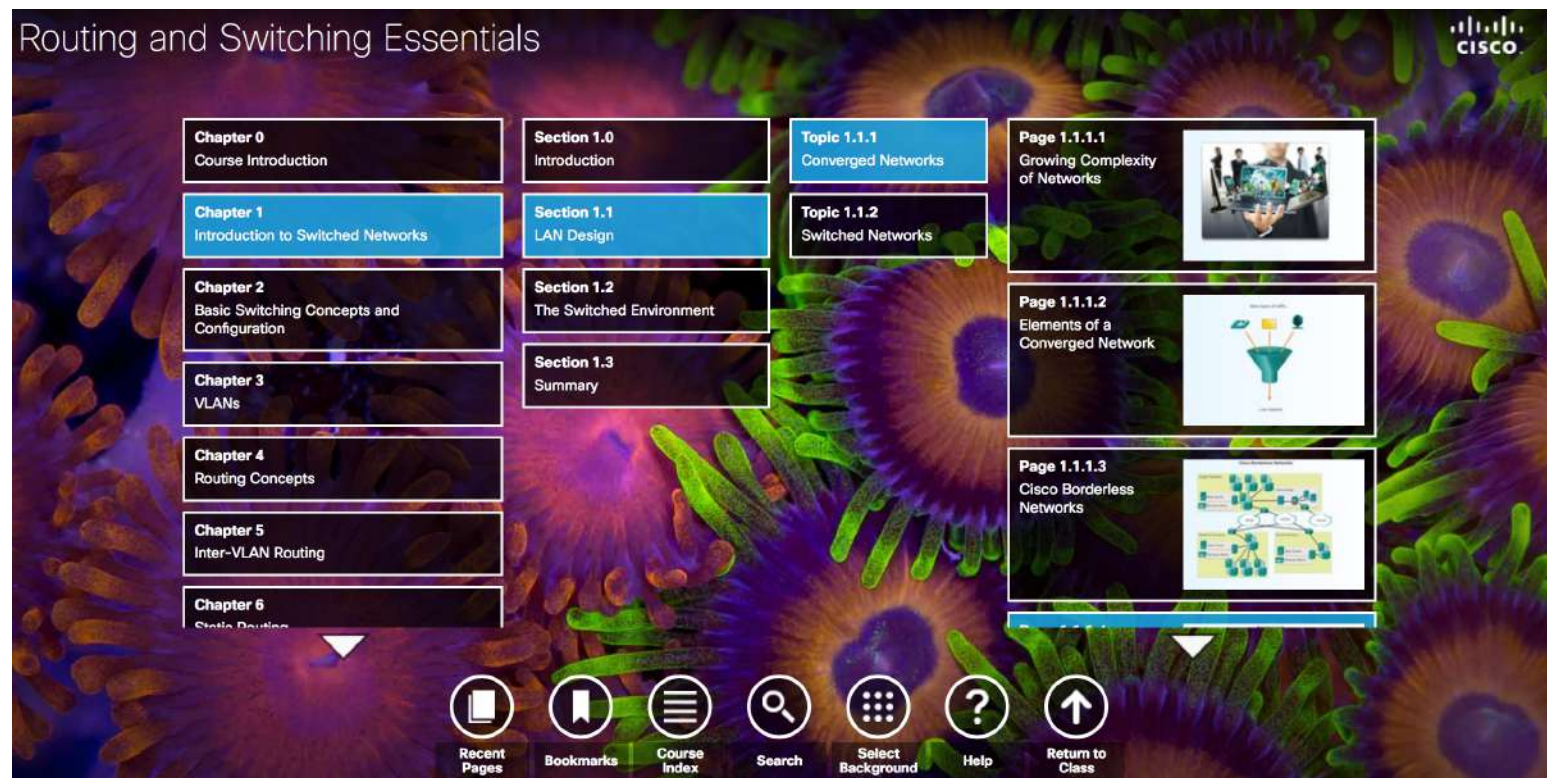 Routing and Switching Essentials
CISCO
Chapter 0
Course Introduction
Chapter 1
Introduction to Switched Networks
Chapter 2
Basic Switching Concepts and
Configuration
Chapter 3
VLANs
Chapter 4
Routing Concepts
Chapter 5
Inter-VLAN Routing
Chapter 6
Static Routing
Section 1.0
Introduction
Section 1.1
LAN Design
Section 1.2
The Switched Environment
Section 1.3
Summary
Topic 1.1.1
Converged Networks
Topic 1.1.2
Switched Networks
Page 1.1.1.1
Growing Complexity
of Networks
Page 1.1.1.2
Elements of a
Converged Network
Page 1.1.1.3
Cisco Borderless
Networks
Cisco Borderless Networks
Recent
Pages
Bookmarks
Course
Index
Search
Select
Background
Help
Return to
Class